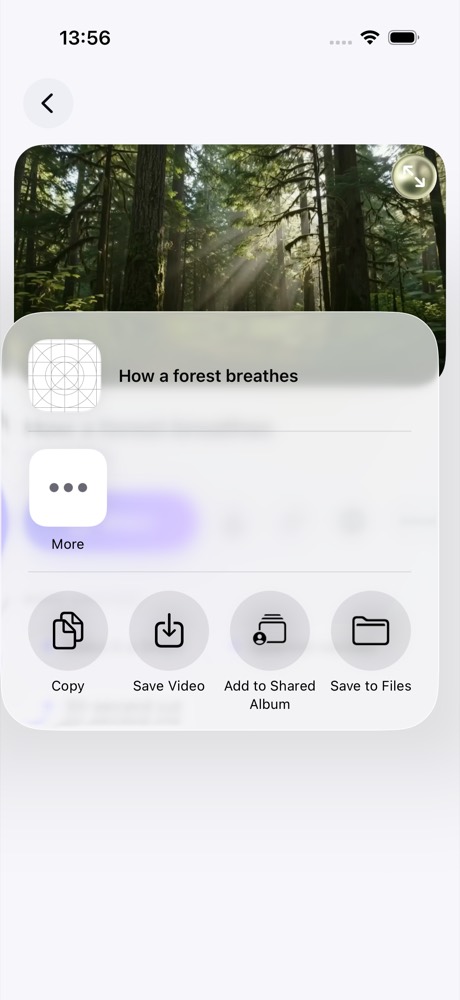 13:56
How a forest breathes
More
Copy
Save Video
Add to Shared
Album
Save to Files